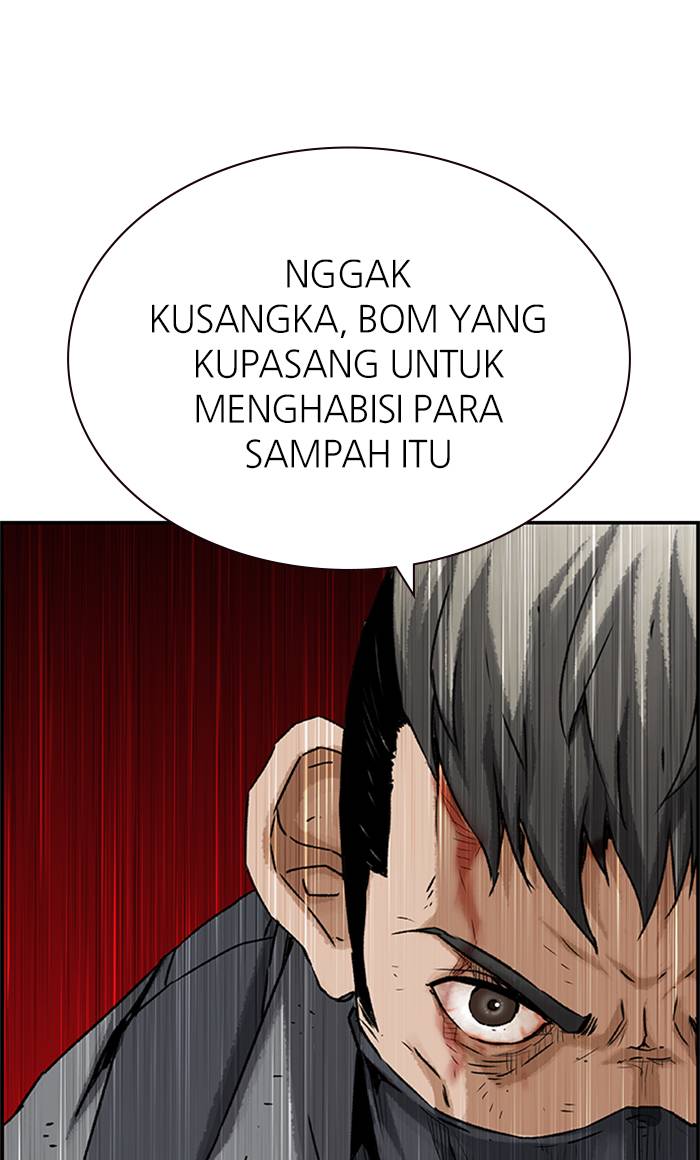 NGGAK
KUSANGKA, BOM YANG
KUPASANG UNTUK
MENGHABISI PARA
SAMPAH ITU